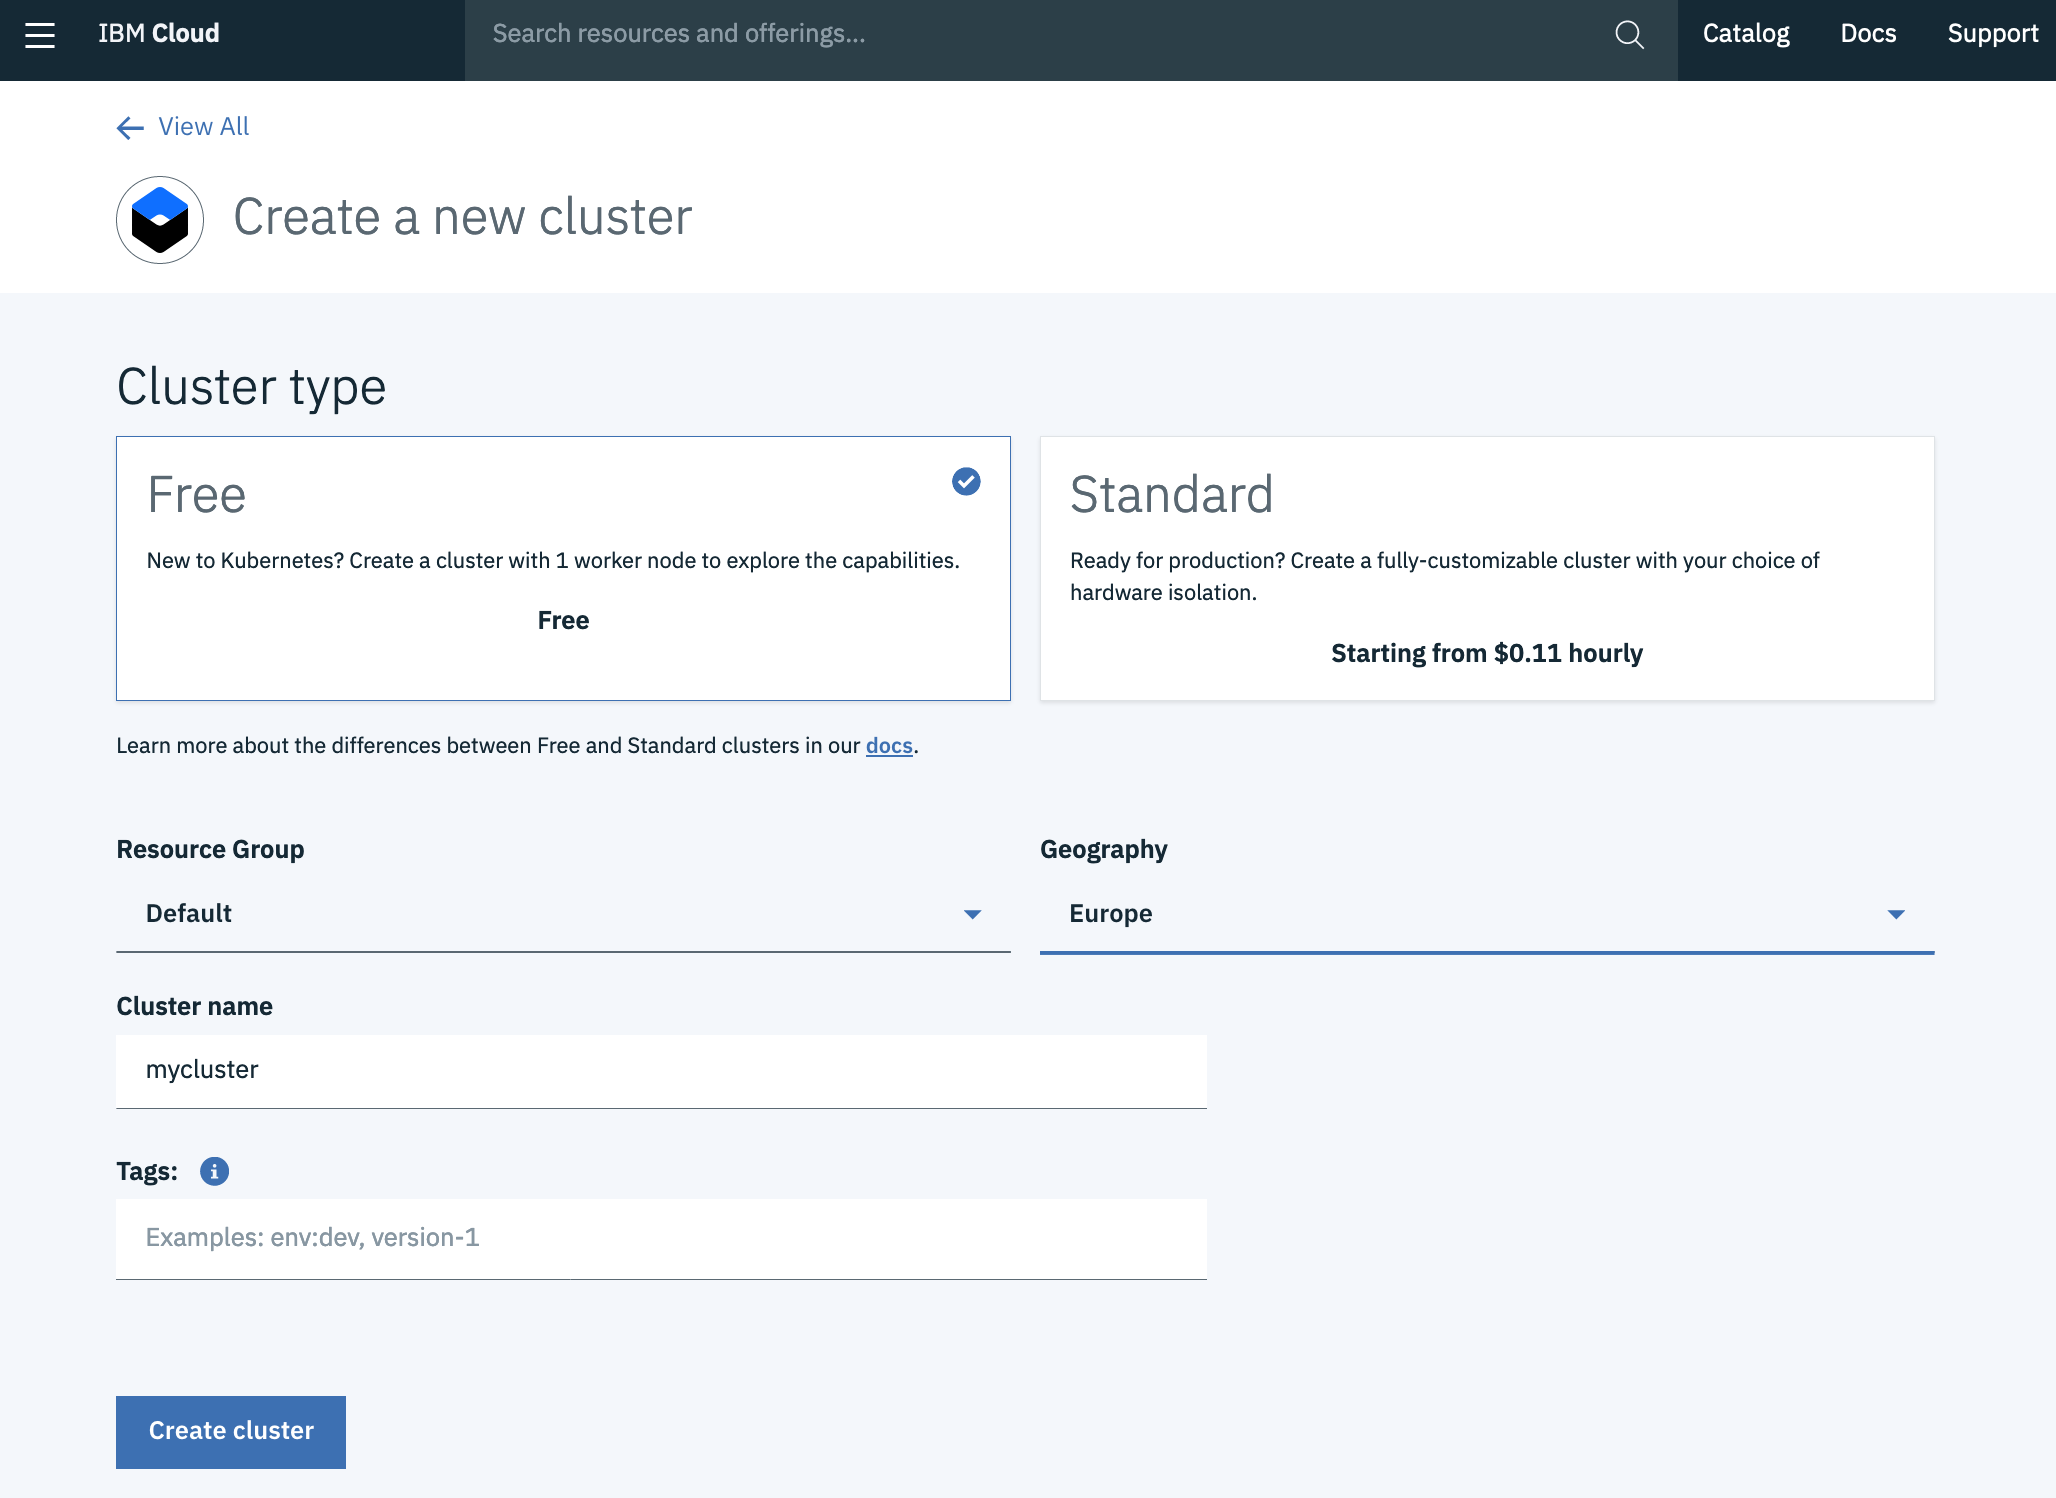 IBM Cloud
Search resources and offerings...
Catalog
Docs
Support
View All
Create a new cluster
Cluster type
Free
New to Kubernetes? Create a cluster with 1 worker node to explore the capabilities.
Free
Standard
Ready for production? Create a fully-customizable cluster with your choice of
hardware isolation.
Starting from $0.11 hourly
Learn more about the differences between Free and Standard clusters in our docs.
Resource Group
Default
Geography
Europe
Cluster name
mycluster
Tags:
Examples: env:dev, version-1
Create cluster